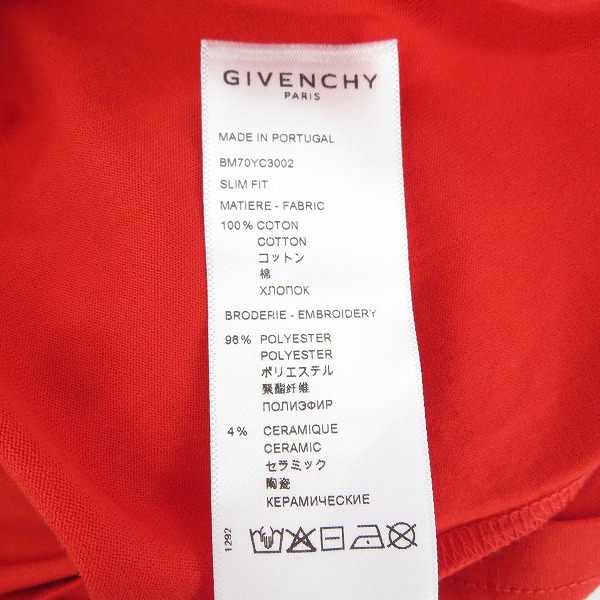 GIVENCHY
PARIS
MADE IN PORTUGAL
BM70YC3002
SLIM FIT
MATIERE - FABRIC
100% COTON
COTTON
コットン
棉
ХЛОПОК
BRODERIE - EMBROIDERY
96% POLYESTER
POLYESTER
ポリエステル
聚酯纤维
ПОЛИЭФИР
4% CERAMIQUE
CERAMIC
セラミック
陶瓷
КЕРАМИЧЕСКИЕ
1292